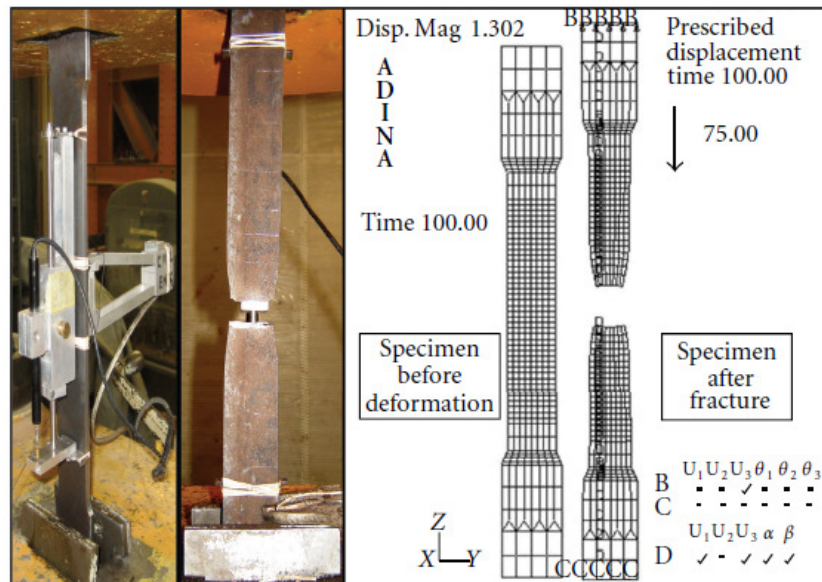 Disp. Mag 1.302
A
D
I
N
A
Time 100.00
BBBBB
Prescribed
displacement
time 100.00
75.00
Specimen
before
deformation
Specimen
after
fracture
Z
X Y
CCCCC
U₁ U₂ U₃ θ₁ θ₂ θ₃
B - - ✓ - - -
C - - - - - -
U₁ U₂ U₃ α β
D ✓ - ✓ ✓ ✓